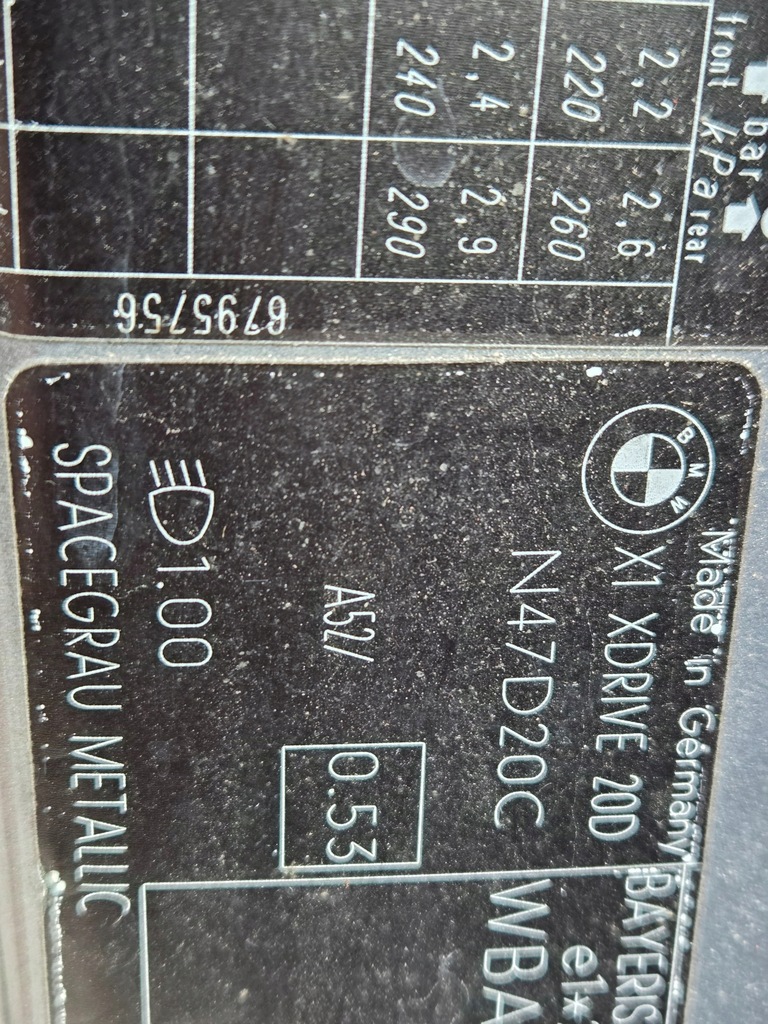 bar
front kPa rear
2,2 2,6
220 260
2,4 2,9
240 290
6795756
BMW
Made in Germany
X1 XDRIVE 20D
N47D20C
A52/
0.53
1.00
SPACEGRAU METALLIC
BAYERIS
e1*
WBA